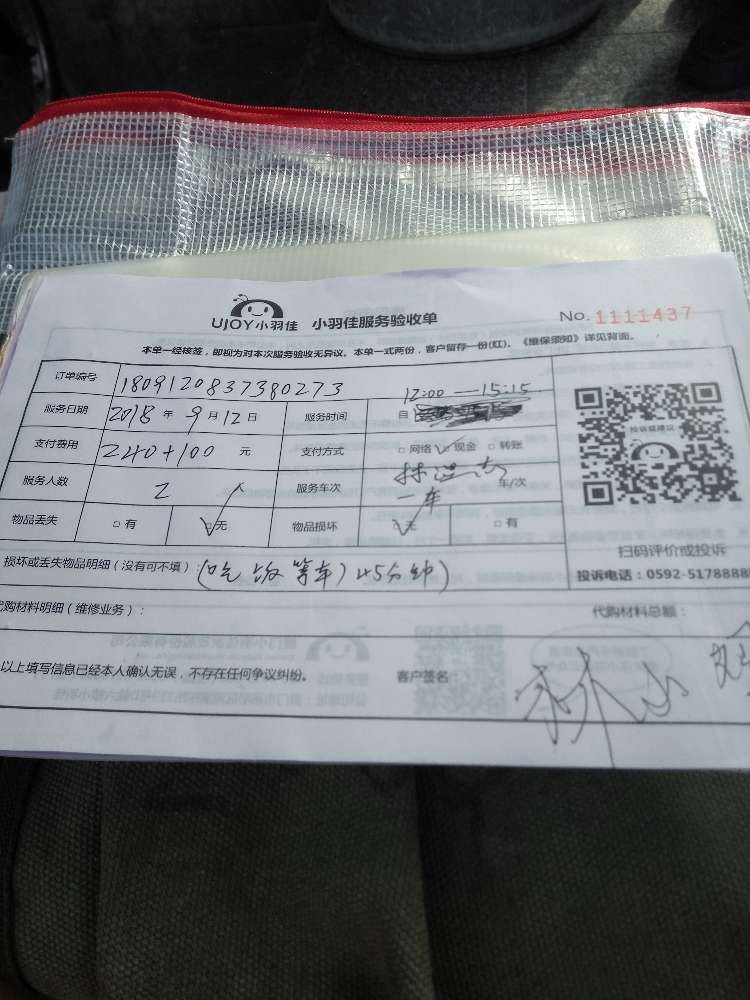 UJOY小羽佳 小羽佳服务验收单 No. 1111437
本单一经核签，即视为对本次服务验收无异议。本单一式两份，客户留存一份(红)。《维保须知》详见背面。
订单编号 1809120837380273
服务日期 2018 年 9 月 12 日 服务时间 自 12:00—15:15
支付费用 240+100 元 支付方式 □ 网络 □ 现金 □ 转账
服务人数 2 人 服务车次 一车 车/次
物品丢失 □ 有 □ 无 物品损坏 □ 无 □ 有
投诉或建议
扫码评价或投诉
投诉电话：0592-5178888
损坏或丢失物品明细（没有可不填）：(吃饭等车) 45分钟)
代购材料明细（维修业务）： 代购材料总额：
以上填写信息已经本人确认无误，不存在任何争议纠纷。 客户签名：